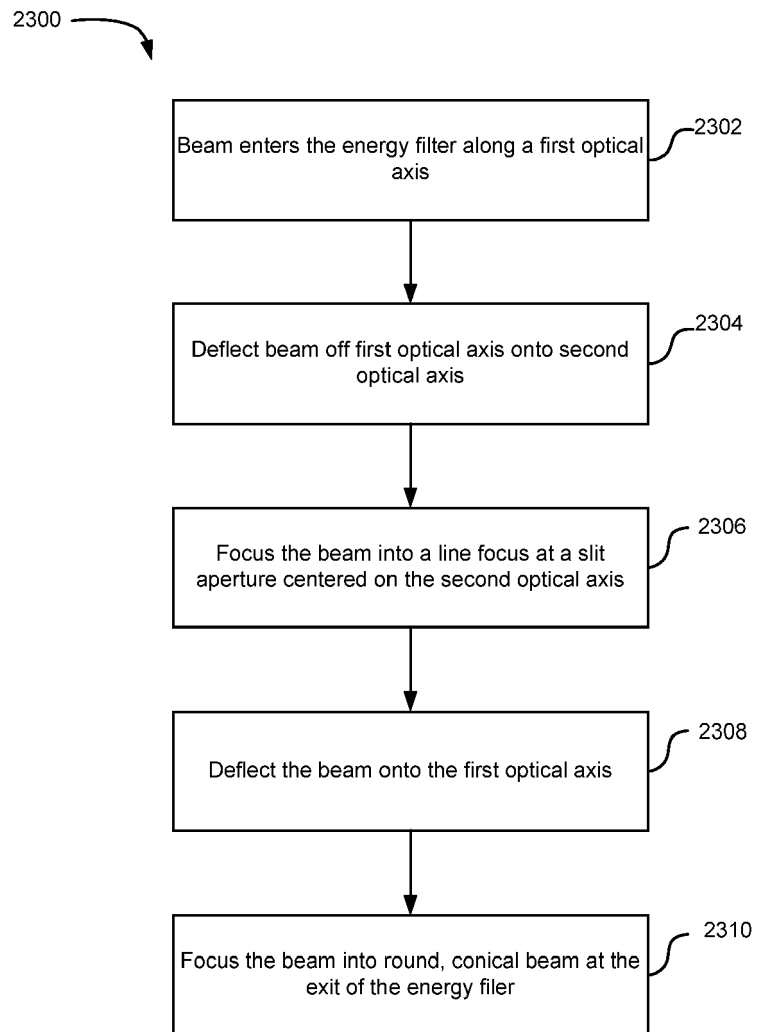 2300
Beam enters the energy filter along a first optical
axis
2302
Deflect beam off first optical axis onto second
optical axis
2304
Focus the beam into a line focus at a slit
aperture centered on the second optical axis
2306
Deflect the beam onto the first optical axis
2308
Focus the beam into round, conical beam at the
exit of the energy filer
2310